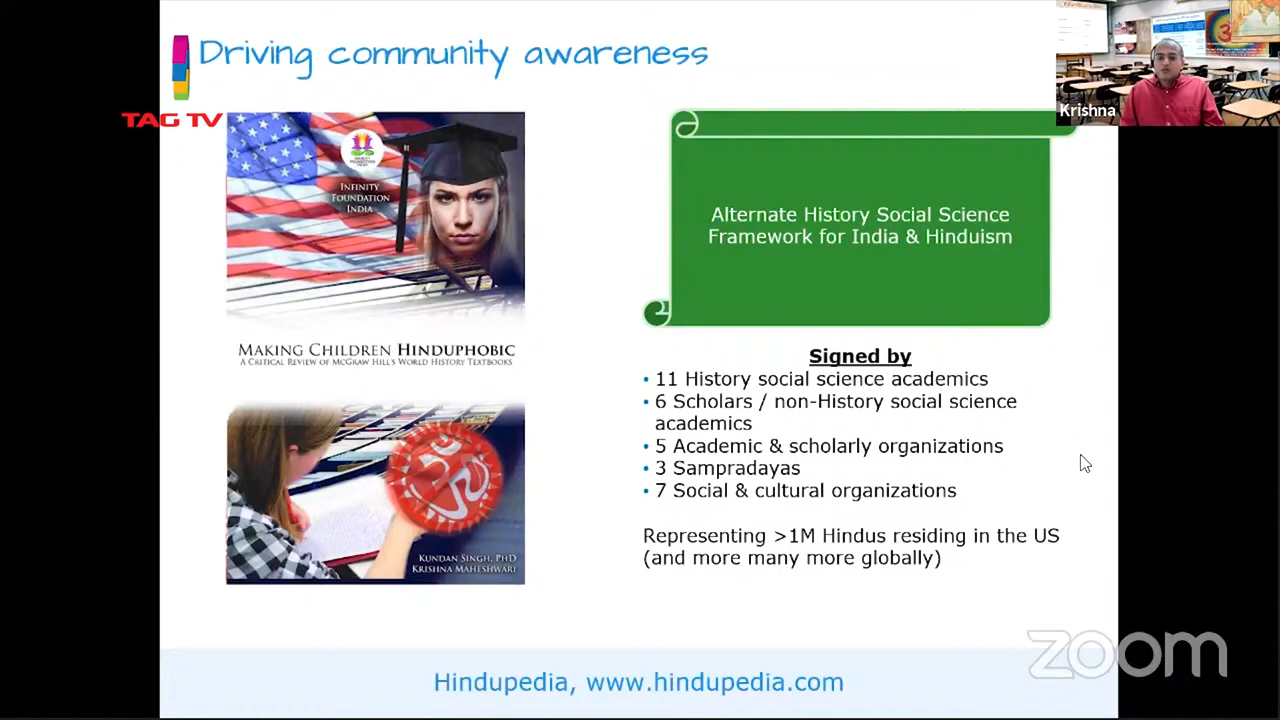 Driving community awareness
TAG TV
Krishna
INFINITY
FOUNDATION
INDIA
MAKING CHILDREN HINDUPHOBIC
A CRITICAL REVIEW OF MCGRAW HILL'S WORLD HISTORY TEXTBOOKS
KUNDAN SINGH, PHD
KRISHNA MAHESHWARI
Alternate History Social Science
Framework for India & Hinduism
Signed by
• 11 History social science academics
• 6 Scholars / non-History social science
academics
• 5 Academic & scholarly organizations
• 3 Sampradayas
• 7 Social & cultural organizations
Representing >1M Hindus residing in the US
(and more many more globally)
zoom
Hindupedia, www.hindupedia.com